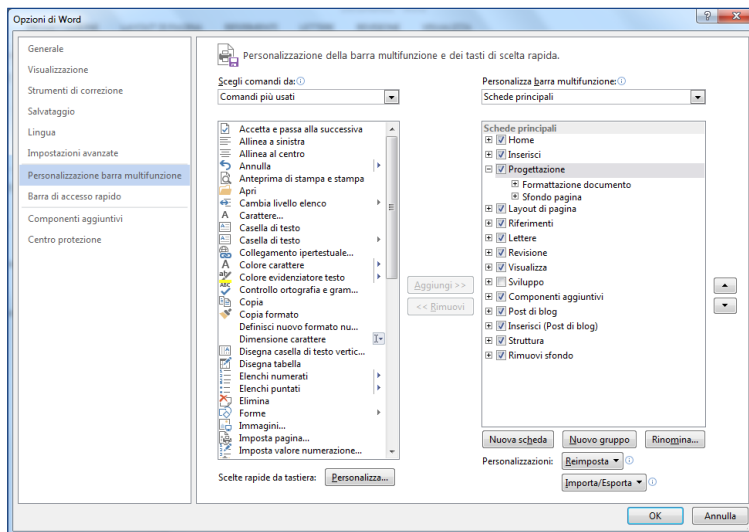 Opzioni di Word
Generale
Visualizzazione
Strumenti di correzione
Salvataggio
Lingua
Impostazioni avanzate
Personalizzazione barra multifunzione
Barra di accesso rapido
Componenti aggiuntivi
Centro protezione
Personalizzazione della barra multifunzione e dei tasti di scelta rapida.
Scegli comandi da:
Comandi più usati
Accetta e passa alla successiva
Allinea a sinistra
Allinea al centro
Annulla
Anteprima di stampa e stampa
Apri
Cambia livello elenco
Carattere...
Casella di testo
Casella di testo
Collegamento ipertestuale...
Colore carattere
Colore evidenziatore testo
Controllo ortografia e gram...
Copia
Copia formato
Definisci nuovo formato nu...
Dimensione carattere
Disegna casella di testo vertic...
Disegna tabella
Elenchi numerati
Elenchi puntati
Elimina
Forme
Immagini...
Imposta pagina...
Imposta valore numerazione...
Scelte rapide da tastiera:
Personalizza...
Aggiungi >>
<< Rimuovi
Personalizza barra multifunzione:
Schede principali
Schede principali
Home
Inserisci
Progettazione
Formattazione documento
Sfondo pagina
Layout di pagina
Riferimenti
Lettere
Revisione
Visualizza
Sviluppo
Componenti aggiuntivi
Post di blog
Inserisci (Post di blog)
Struttura
Rimuovi sfondo
Nuova scheda
Nuovo gruppo
Rinomina...
Personalizzazioni:
Reimposta
Importa/Esporta
OK
Annulla